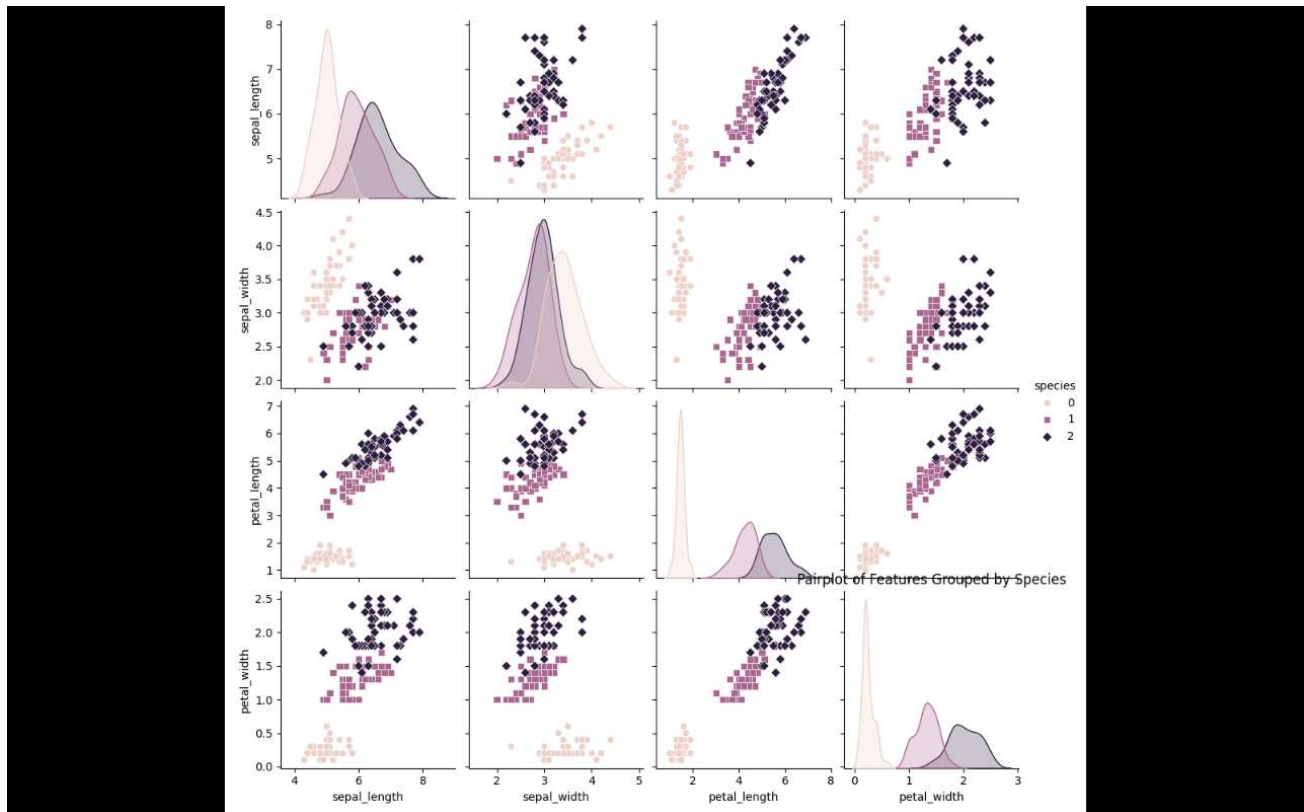 8
7
6
5
sepal_length
4.5
4.0
3.5
3.0
2.5
2.0
sepal_width
species
0
1
2
7
6
5
4
3
2
1
petal_length
Pairplot of Features Grouped by Species
2.5
2.0
1.5
1.0
0.5
0.0
petal_width
4 6 8
2 3 4 5
2 4 6 8
0 1 2 3
sepal_length sepal_width petal_length petal_width